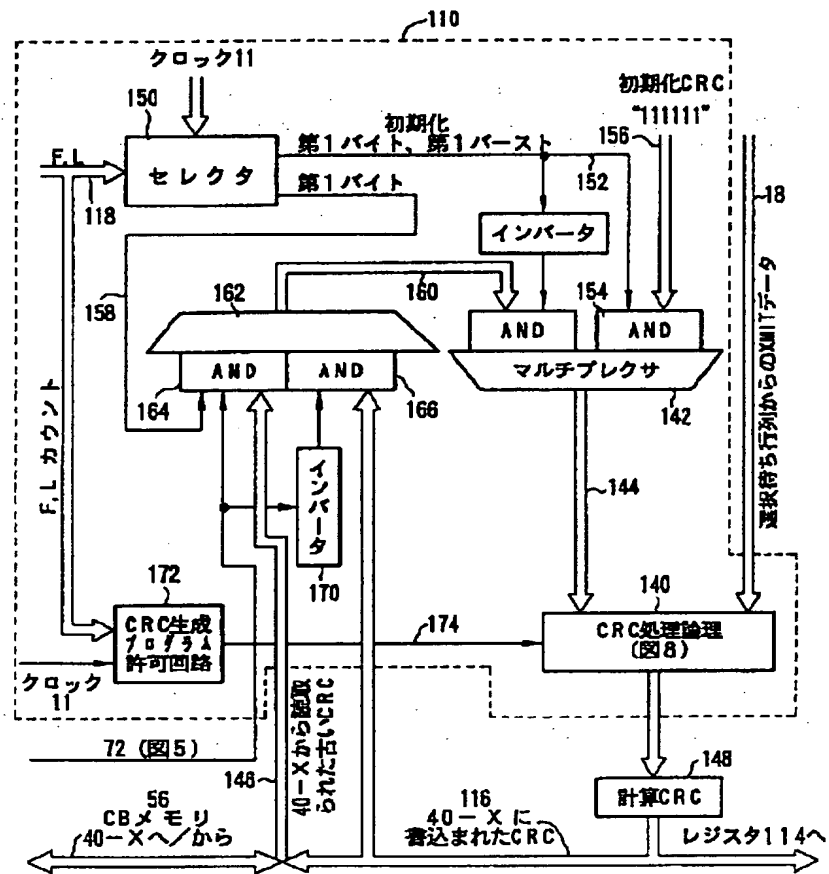 110
クロック11
150
セレクタ
F,L
118
初期化
第1バイト、第1バースト
152
第1バイト
初期化CRC
"111111"
156
18
選択待ち行列からのXMITデータ
インバータ
158
162
160
154
AND
AND
マルチプレクサ
142
164
AND
AND
166
F,L カウント
インバータ
170
144
172
CRC生成
プログラム
許可回路
174
140
CRC処理論理
(図8)
クロック
11
72 (図5)
146
40-Xから読取
られた古いCRC
148
計算CRC
56
CBメモリ
40-Xへ/から
116
40-Xに
書込まれたCRC
レジスタ114へ